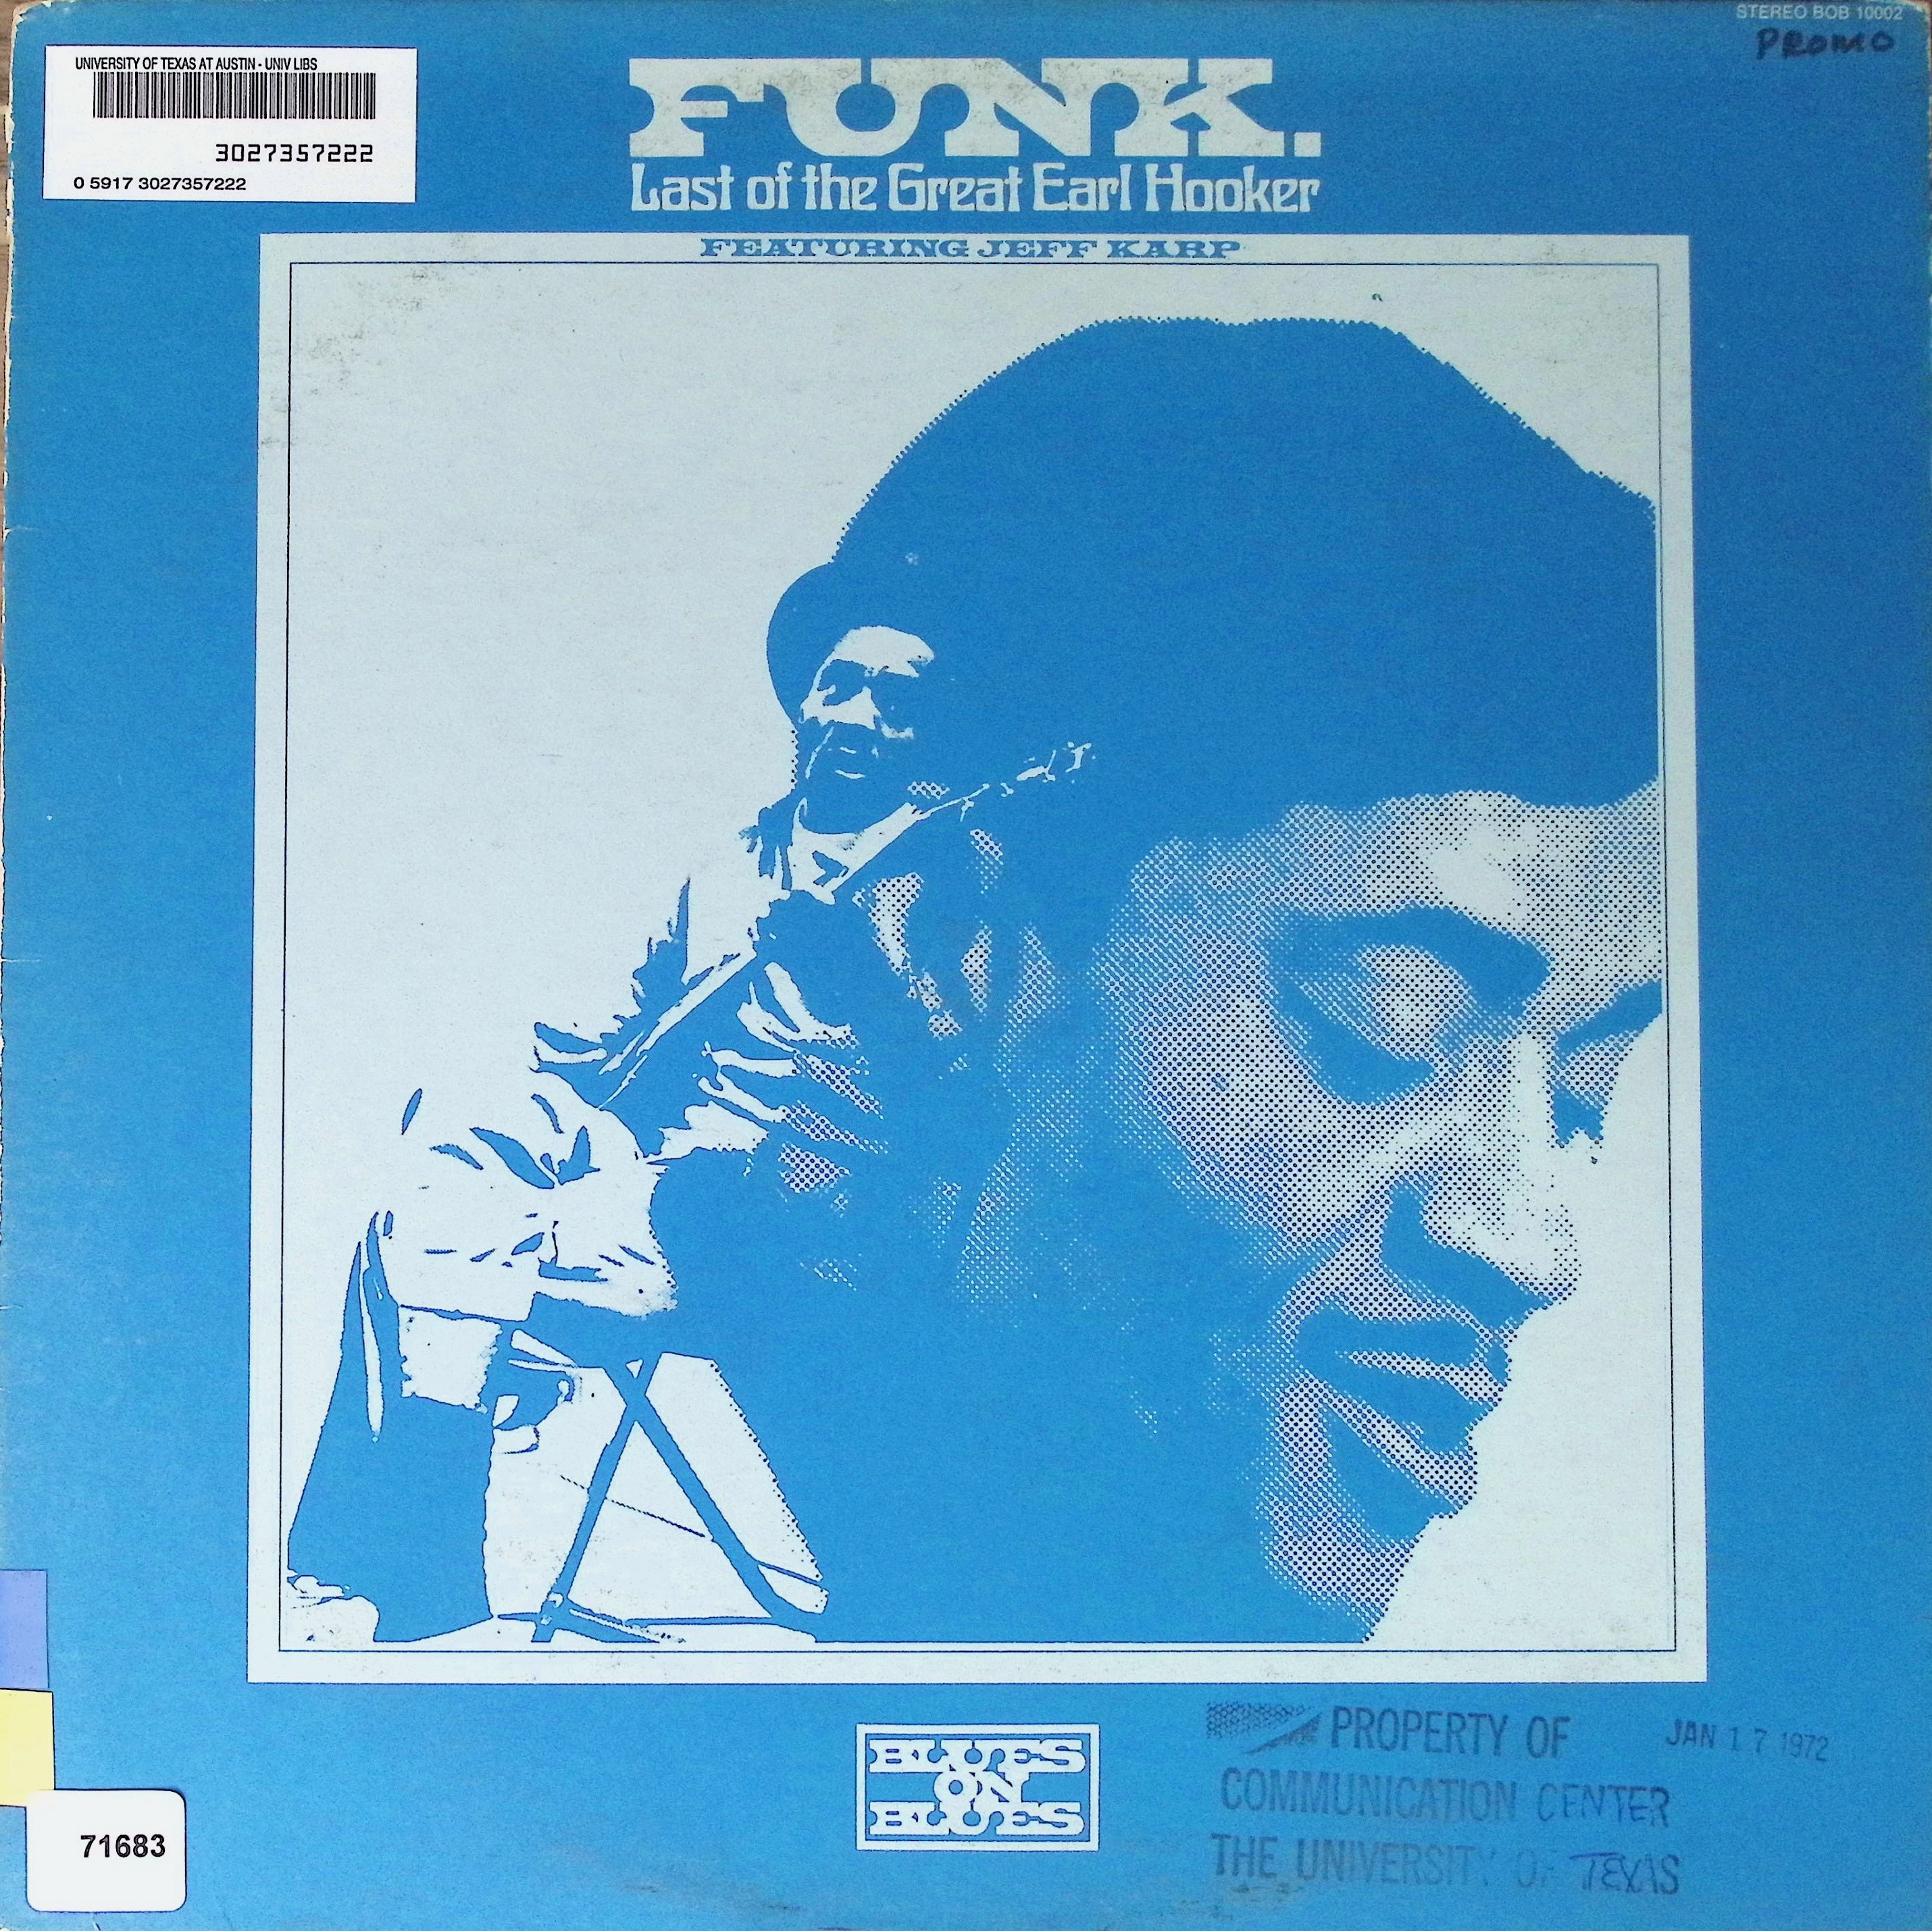 STEREO BOB 10002
PROMO
UNIVERSITY OF TEXAS AT AUSTIN - UNIV LIBS
3027357222
0 5917 3027357222
FUNK.
Last of the Great Earl Hooker
FEATURING JEFF KARP
BLUES
ON
BLUES
PROPERTY OF
JAN 17 1972
COMMUNICATION CENTER
THE UNIVERSITY OF TEXAS
71683